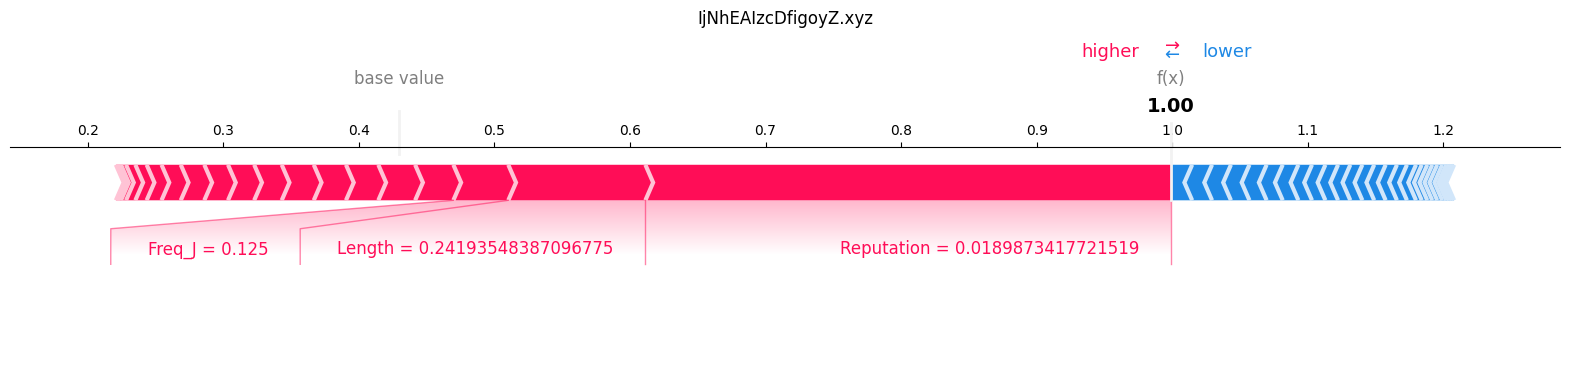 IjNhEAIzcDfigoyZ.xyz
higher ⇄ lower
base value
f(x)
1.00
0.2 0.3 0.4 0.5 0.6 0.7 0.8 0.9 1.0 1.1 1.2
Freq_J = 0.125
Length = 0.24193548387096775
Reputation = 0.0189873417721519